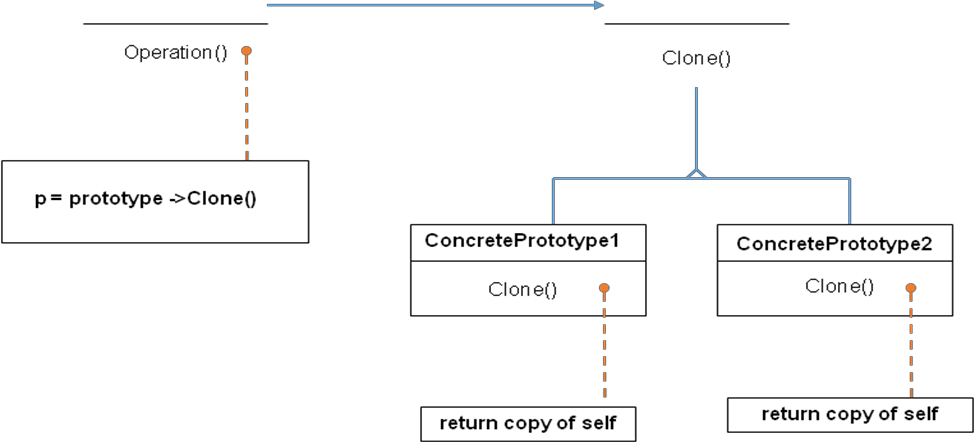 Operation()
Clone()
p = prototype ->Clone()
ConcretePrototype1
ConcretePrototype2
Clone()
Clone()
return copy of self
return copy of self